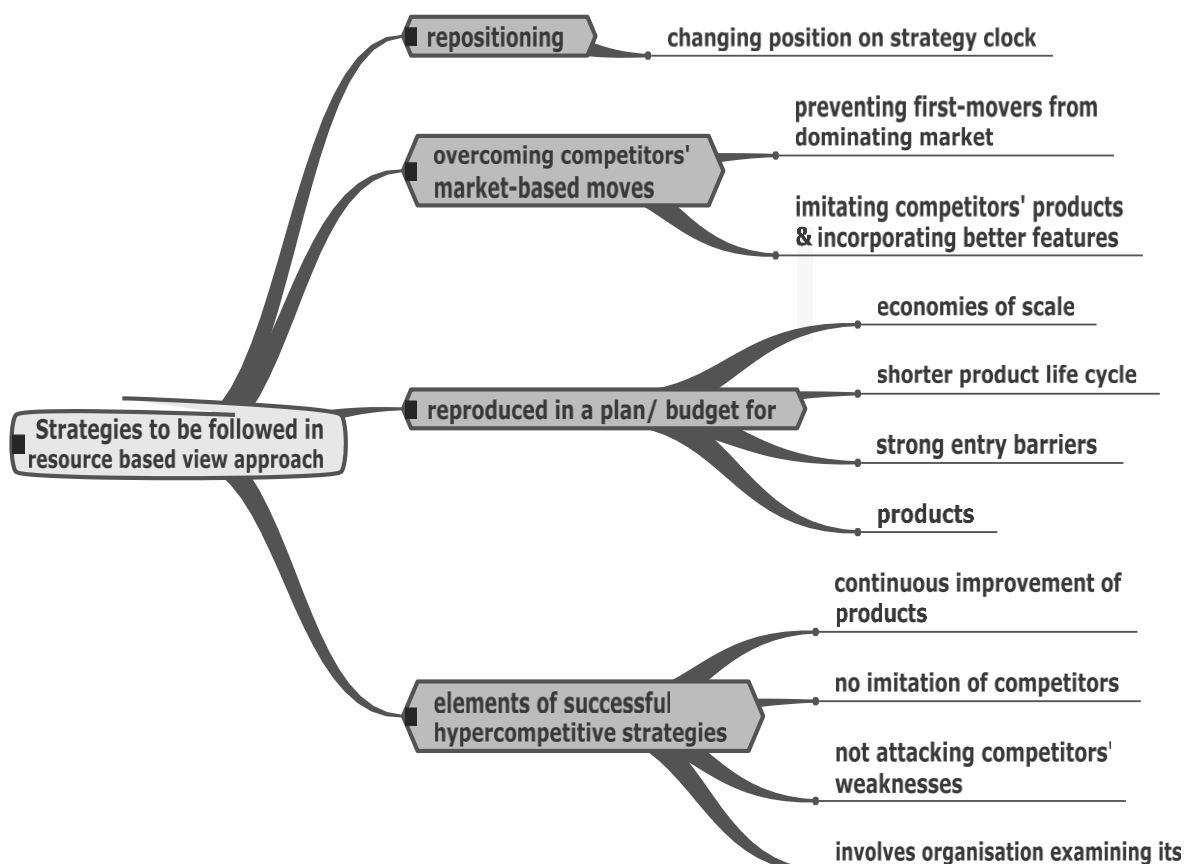 repositioning
changing position on strategy clock
overcoming competitors'
market-based moves
preventing first-movers from
dominating market
imitating competitors' products
& incorporating better features
Strategies to be followed in
resource based view approach
reproduced in a plan/ budget for
economies of scale
shorter product life cycle
strong entry barriers
products
elements of successful
hypercompetitive strategies
continuous improvement of
products
no imitation of competitors
not attacking competitors'
weaknesses
involves organisation examining its